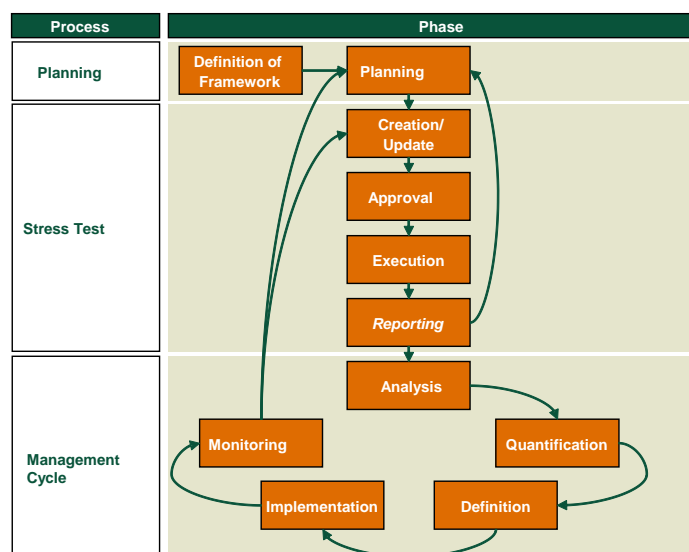 Process
Phase
Planning
Definition of
Framework
Planning
Stress Test
Creation/
Update
Approval
Execution
Reporting
Management
Cycle
Analysis
Monitoring
Quantification
Implementation
Definition